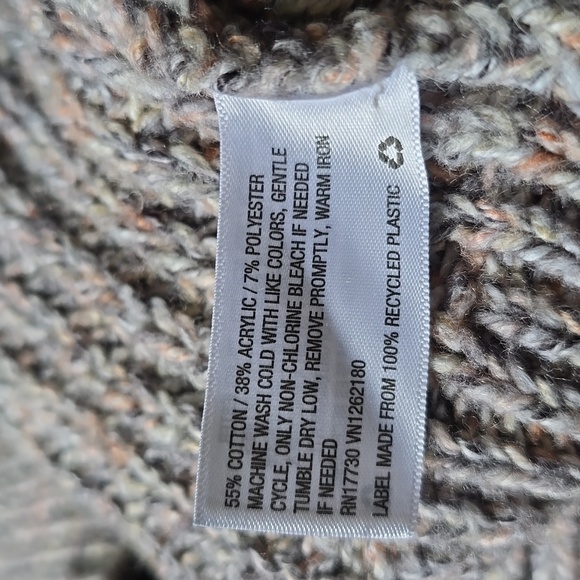 55% COTTON / 38% ACRYLIC / 7% POLYESTER
MACHINE WASH COLD WITH LIKE COLORS, GENTLE
CYCLE, ONLY NON-CHLORINE BLEACH IF NEEDED
TUMBLE DRY LOW, REMOVE PROMPTLY, WARM IRON
IF NEEDED
RN17730 VN1262180
LABEL MADE FROM 100% RECYCLED PLASTIC